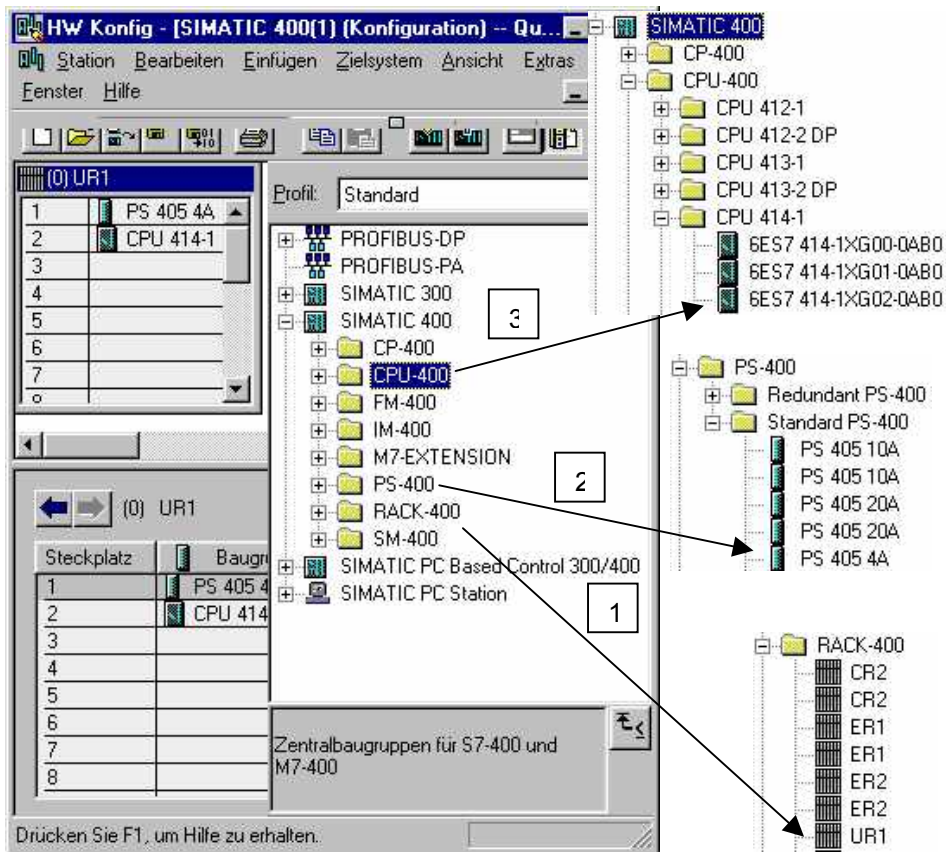 HW Konfig - [SIMATIC 400(1) (Konfiguration) -- Qu...
Station Bearbeiten Einfügen Zielsystem Ansicht Extras
Fenster Hilfe
(0) UR1
1 PS 405 4A
2 CPU 414-1
3
4
5
6
7
Profil: Standard
PROFIBUS-DP
PROFIBUS-PA
SIMATIC 300
SIMATIC 400
CP-400
CPU-400
FM-400
IM-400
M7-EXTENSION
PS-400
RACK-400
SM-400
SIMATIC PC Based Control 300/400
SIMATIC PC Station
3
2
1
(0) UR1
Steckplatz Baugr
1 PS 405 4
2 CPU 414
3
4
5
6
7
8
Zentralbaugruppen für S7-400 und
M7-400
Drücken Sie F1, um Hilfe zu erhalten.
SIMATIC 400
CP-400
CPU-400
CPU 412-1
CPU 412-2 DP
CPU 413-1
CPU 413-2 DP
CPU 414-1
6ES7 414-1XG00-0AB0
6ES7 414-1XG01-0AB0
6ES7 414-1XG02-0AB0
PS-400
Redundant PS-400
Standard PS-400
PS 405 10A
PS 405 10A
PS 405 20A
PS 405 20A
PS 405 4A
RACK-400
CR2
CR2
ER1
ER1
ER2
ER2
UR1